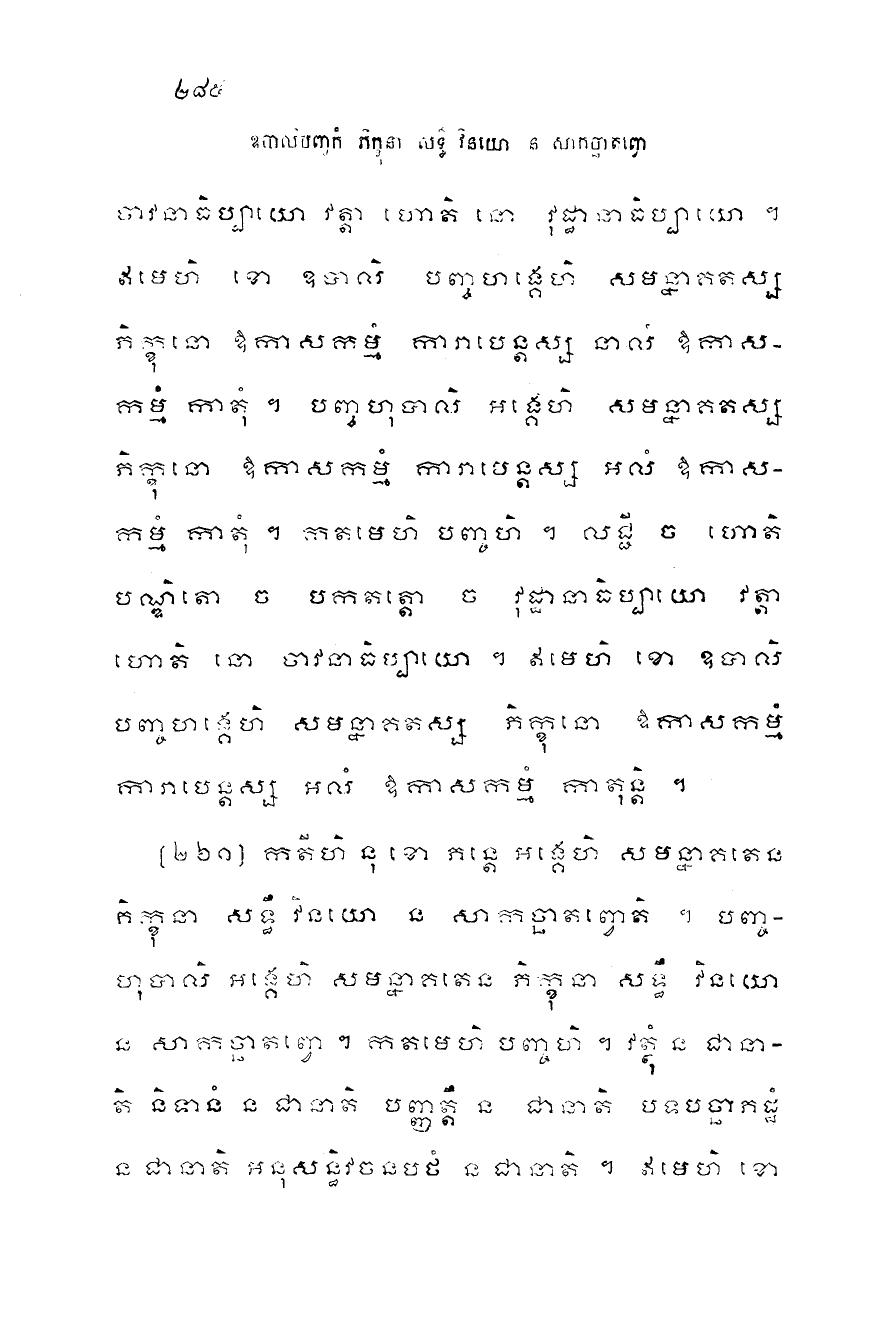 ២៨៥
ឧបាលិបញ្ចកំ ភិក្ខុនា សទ្ធឹ វិនយោ ន សាកច្ឆាតញោ
ចាវនាធិប្បាយោ វត្តា ហោតិ នោ វុដ្ឋានាធិប្បាយោ ។
ឥមេហិ ខោ ឧបាលិ បញ្ចហង្គេហិ សមន្នាគតស្ស
ភិក្ខុនោ ឱកាសកម្មំ ការាបេន្តស្ស នាលំ ឱកាស-
កម្មំ កាតុំ ។ បញ្ចហុបាលិ អង្គេហិ សមន្នាគតស្ស
ភិក្ខុនោ ឱកាសកម្មំ ការាបេន្តស្ស អលំ ឱកាស-
កម្មំ កាតុំ ។ កតមេហិ បញ្ចហិ ។ លជ្ជី ច ហោតិ
បណ្ឌិតោ ច បកតត្តោ ច វុដ្ឋានាធិប្បាយោ វត្តា
ហោតិ នោ ចាវនាធិប្បាយោ ។ ឥមេហិ ខោ ឧបាលិ
បញ្ចហង្គេហិ សមន្នាគតស្ស ភិក្ខុនោ ឱកាសកម្មំ
ការាបេន្តស្ស អលំ ឱកាសកម្មំ កាតុន្តិ ។
[២៦១] កតីហិ នុ ខោ ភន្តេ អង្គេហិ សមន្នាគតេន
ភិក្ខុនា សទ្ធឹ វិនយោ ន សាកច្ឆាតព្វោតិ ។ បញ្ច-
ហុបាលិ អង្គេហិ សមន្នាគតេន ភិក្ខុនា សទ្ធឹ វិនយោ
ន សាកច្ឆាតព្វោ ។ កតមេហិ បញ្ចហិ ។ វត្ថុំ ន ជានា-
តិ និទានំ ន ជានាតិ បញ្ញត្តឹ ន ជានាតិ បទបច្ឆាភដ្ឋំ
ន ជានាតិ អនុសន្ធិវចនបថំ ន ជានាតិ ។ ឥមេហិ ខោ